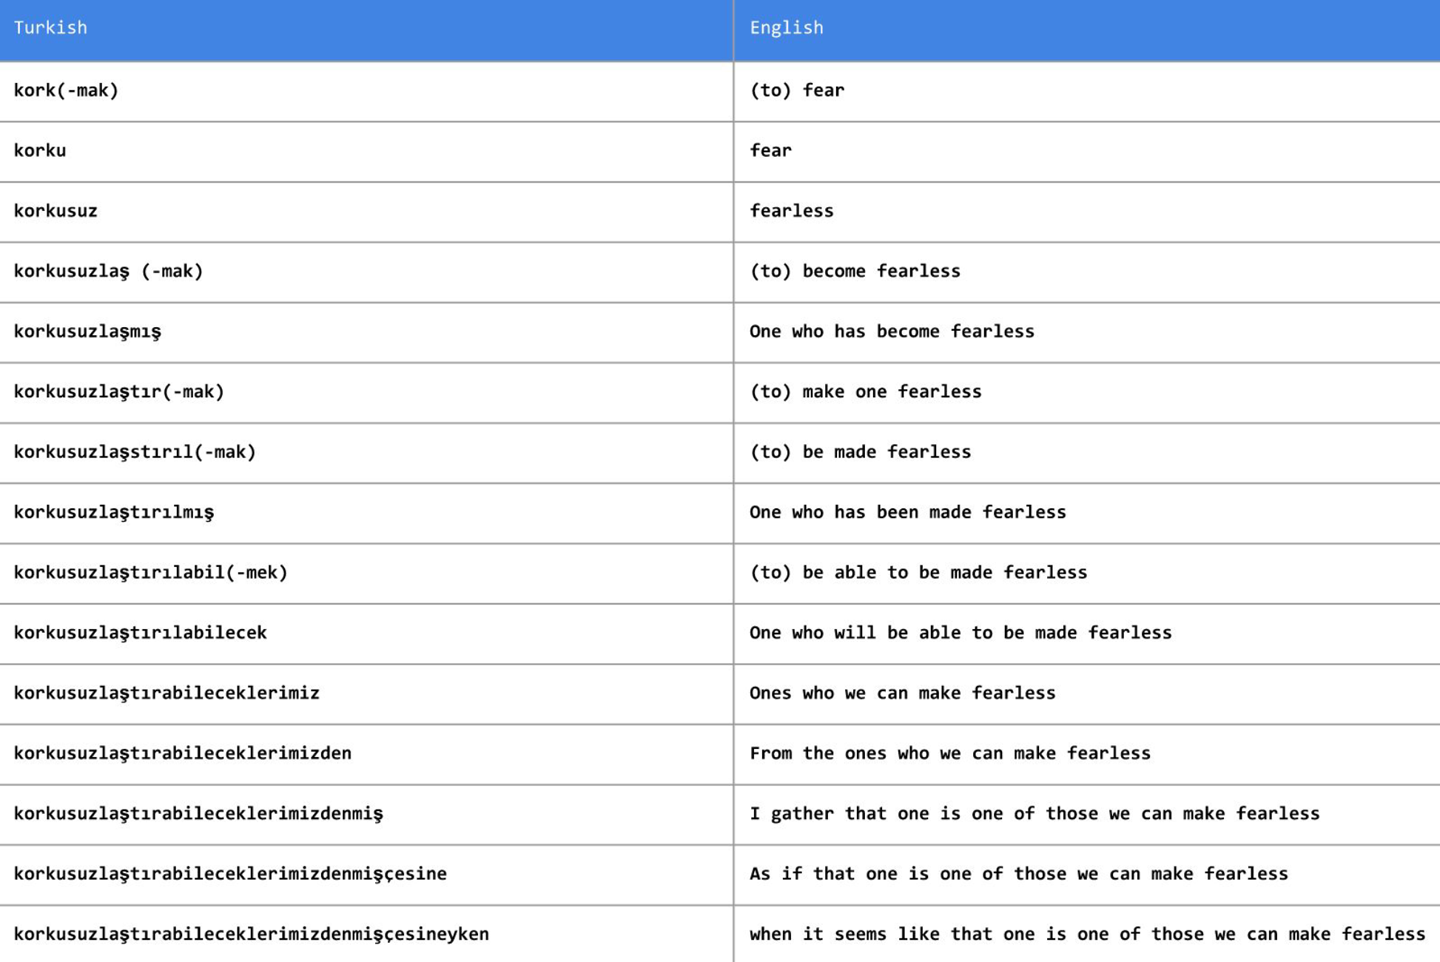 Turkish English
kork(-mak) (to) fear
korku fear
korkusuz fearless
korkusuzlaş (-mak) (to) become fearless
korkusuzlaşmış One who has become fearless
korkusuzlaştır(-mak) (to) make one fearless
korkusuzlaşstırıl(-mak) (to) be made fearless
korkusuzlaştırılmış One who has been made fearless
korkusuzlaştırılabil(-mek) (to) be able to be made fearless
korkusuzlaştırılabilecek One who will be able to be made fearless
korkusuzlaştırabileceklerimiz Ones who we can make fearless
korkusuzlaştırabileceklerimizden From the ones who we can make fearless
korkusuzlaştırabileceklerimizdenmiş I gather that one is one of those we can make fearless
korkusuzlaştırabileceklerimizdenmişçesine As if that one is one of those we can make fearless
korkusuzlaştırabileceklerimizdenmişçesineyken when it seems like that one is one of those we can make fearless